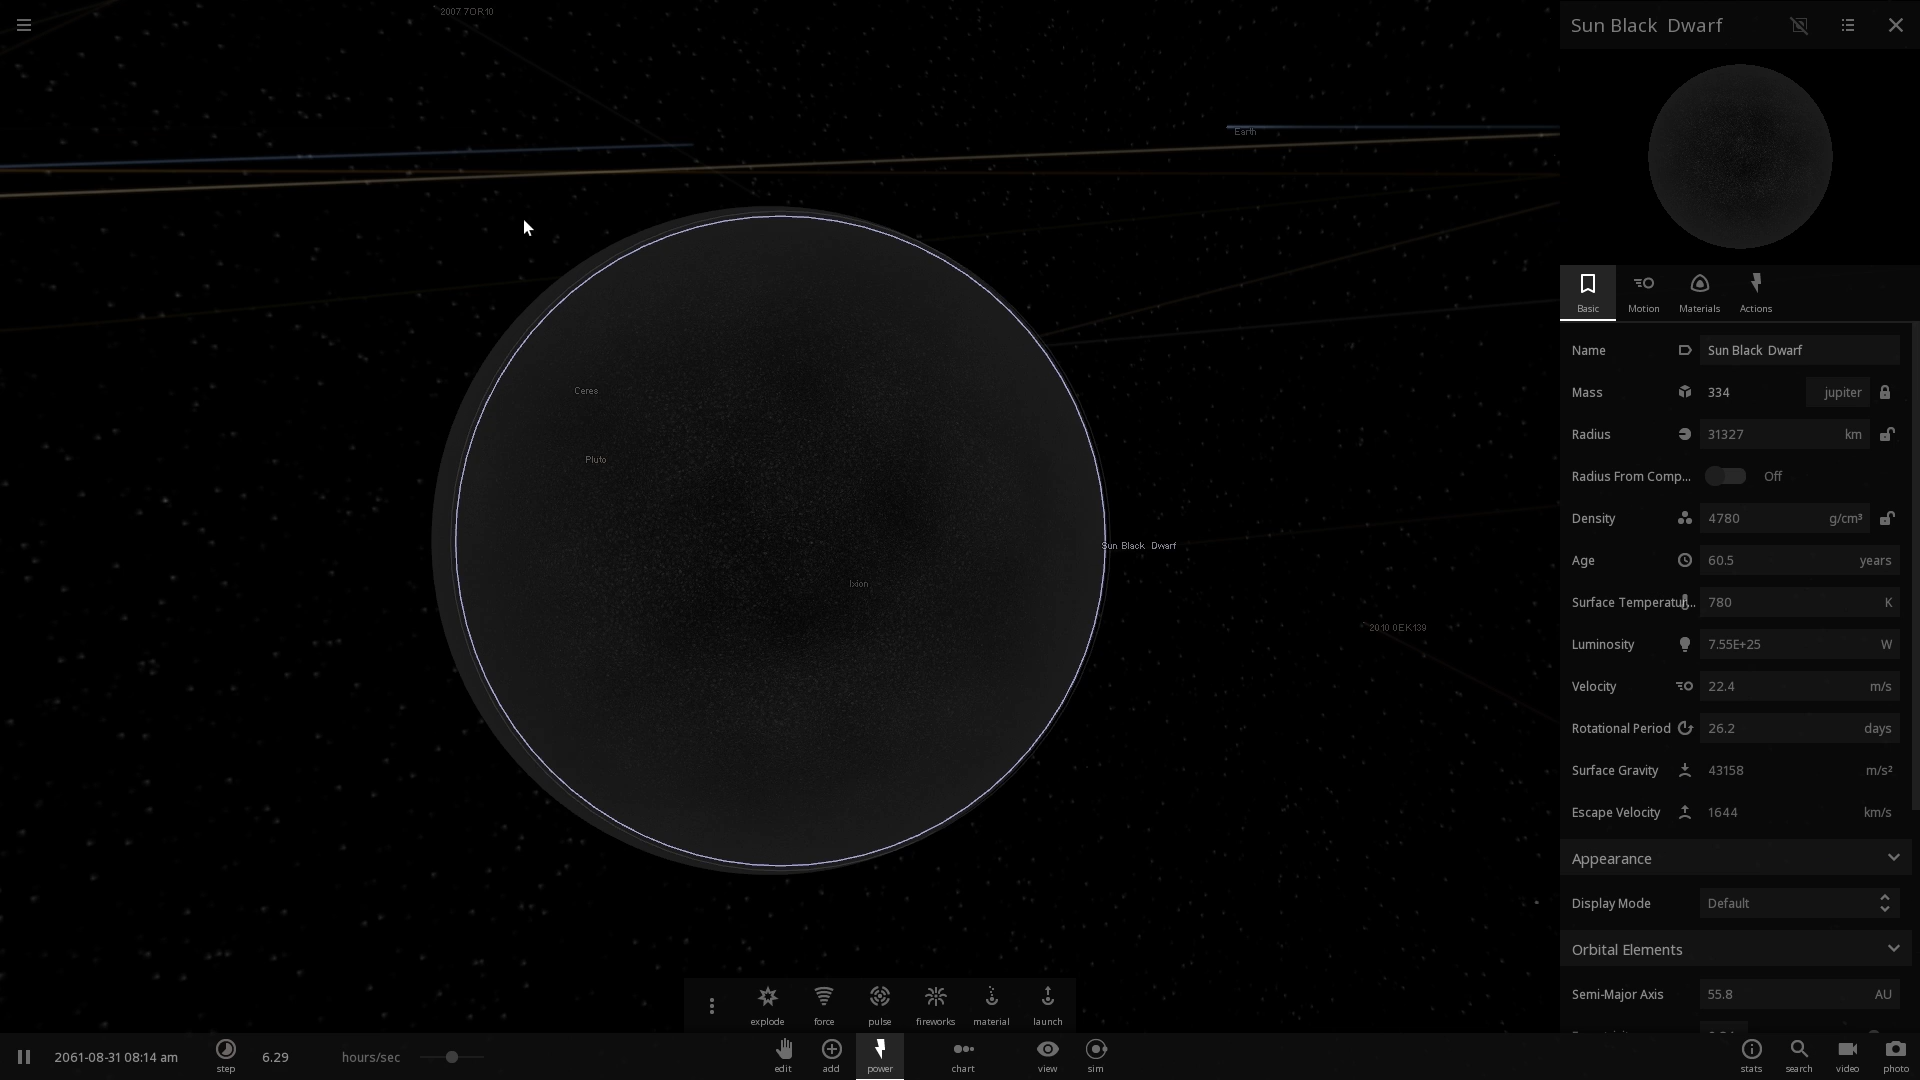 2007 7OR10
Sun Black Dwarf
Earth
Ceres
Pluto
Ixion
Sun Black Dwarf
2010 0EK139
Basic
Motion
Materials
Actions
Name
Sun Black Dwarf
Mass
334
jupiter
Radius
31327
km
Radius From Comp...
Off
Density
4780
g/cm³
Age
60.5
years
Surface Temperatur...
780
K
Luminosity
7.55E+25
W
Velocity
22.4
m/s
Rotational Period
26.2
days
Surface Gravity
43158
m/s²
Escape Velocity
1644
km/s
Appearance
Display Mode
Default
Orbital Elements
Semi-Major Axis
55.8
AU
explode
force
pulse
fireworks
material
launch
2061-08-31 08:14 am
step
6.29
hours/sec
edit
add
power
chart
view
sim
stats
search
video
photo